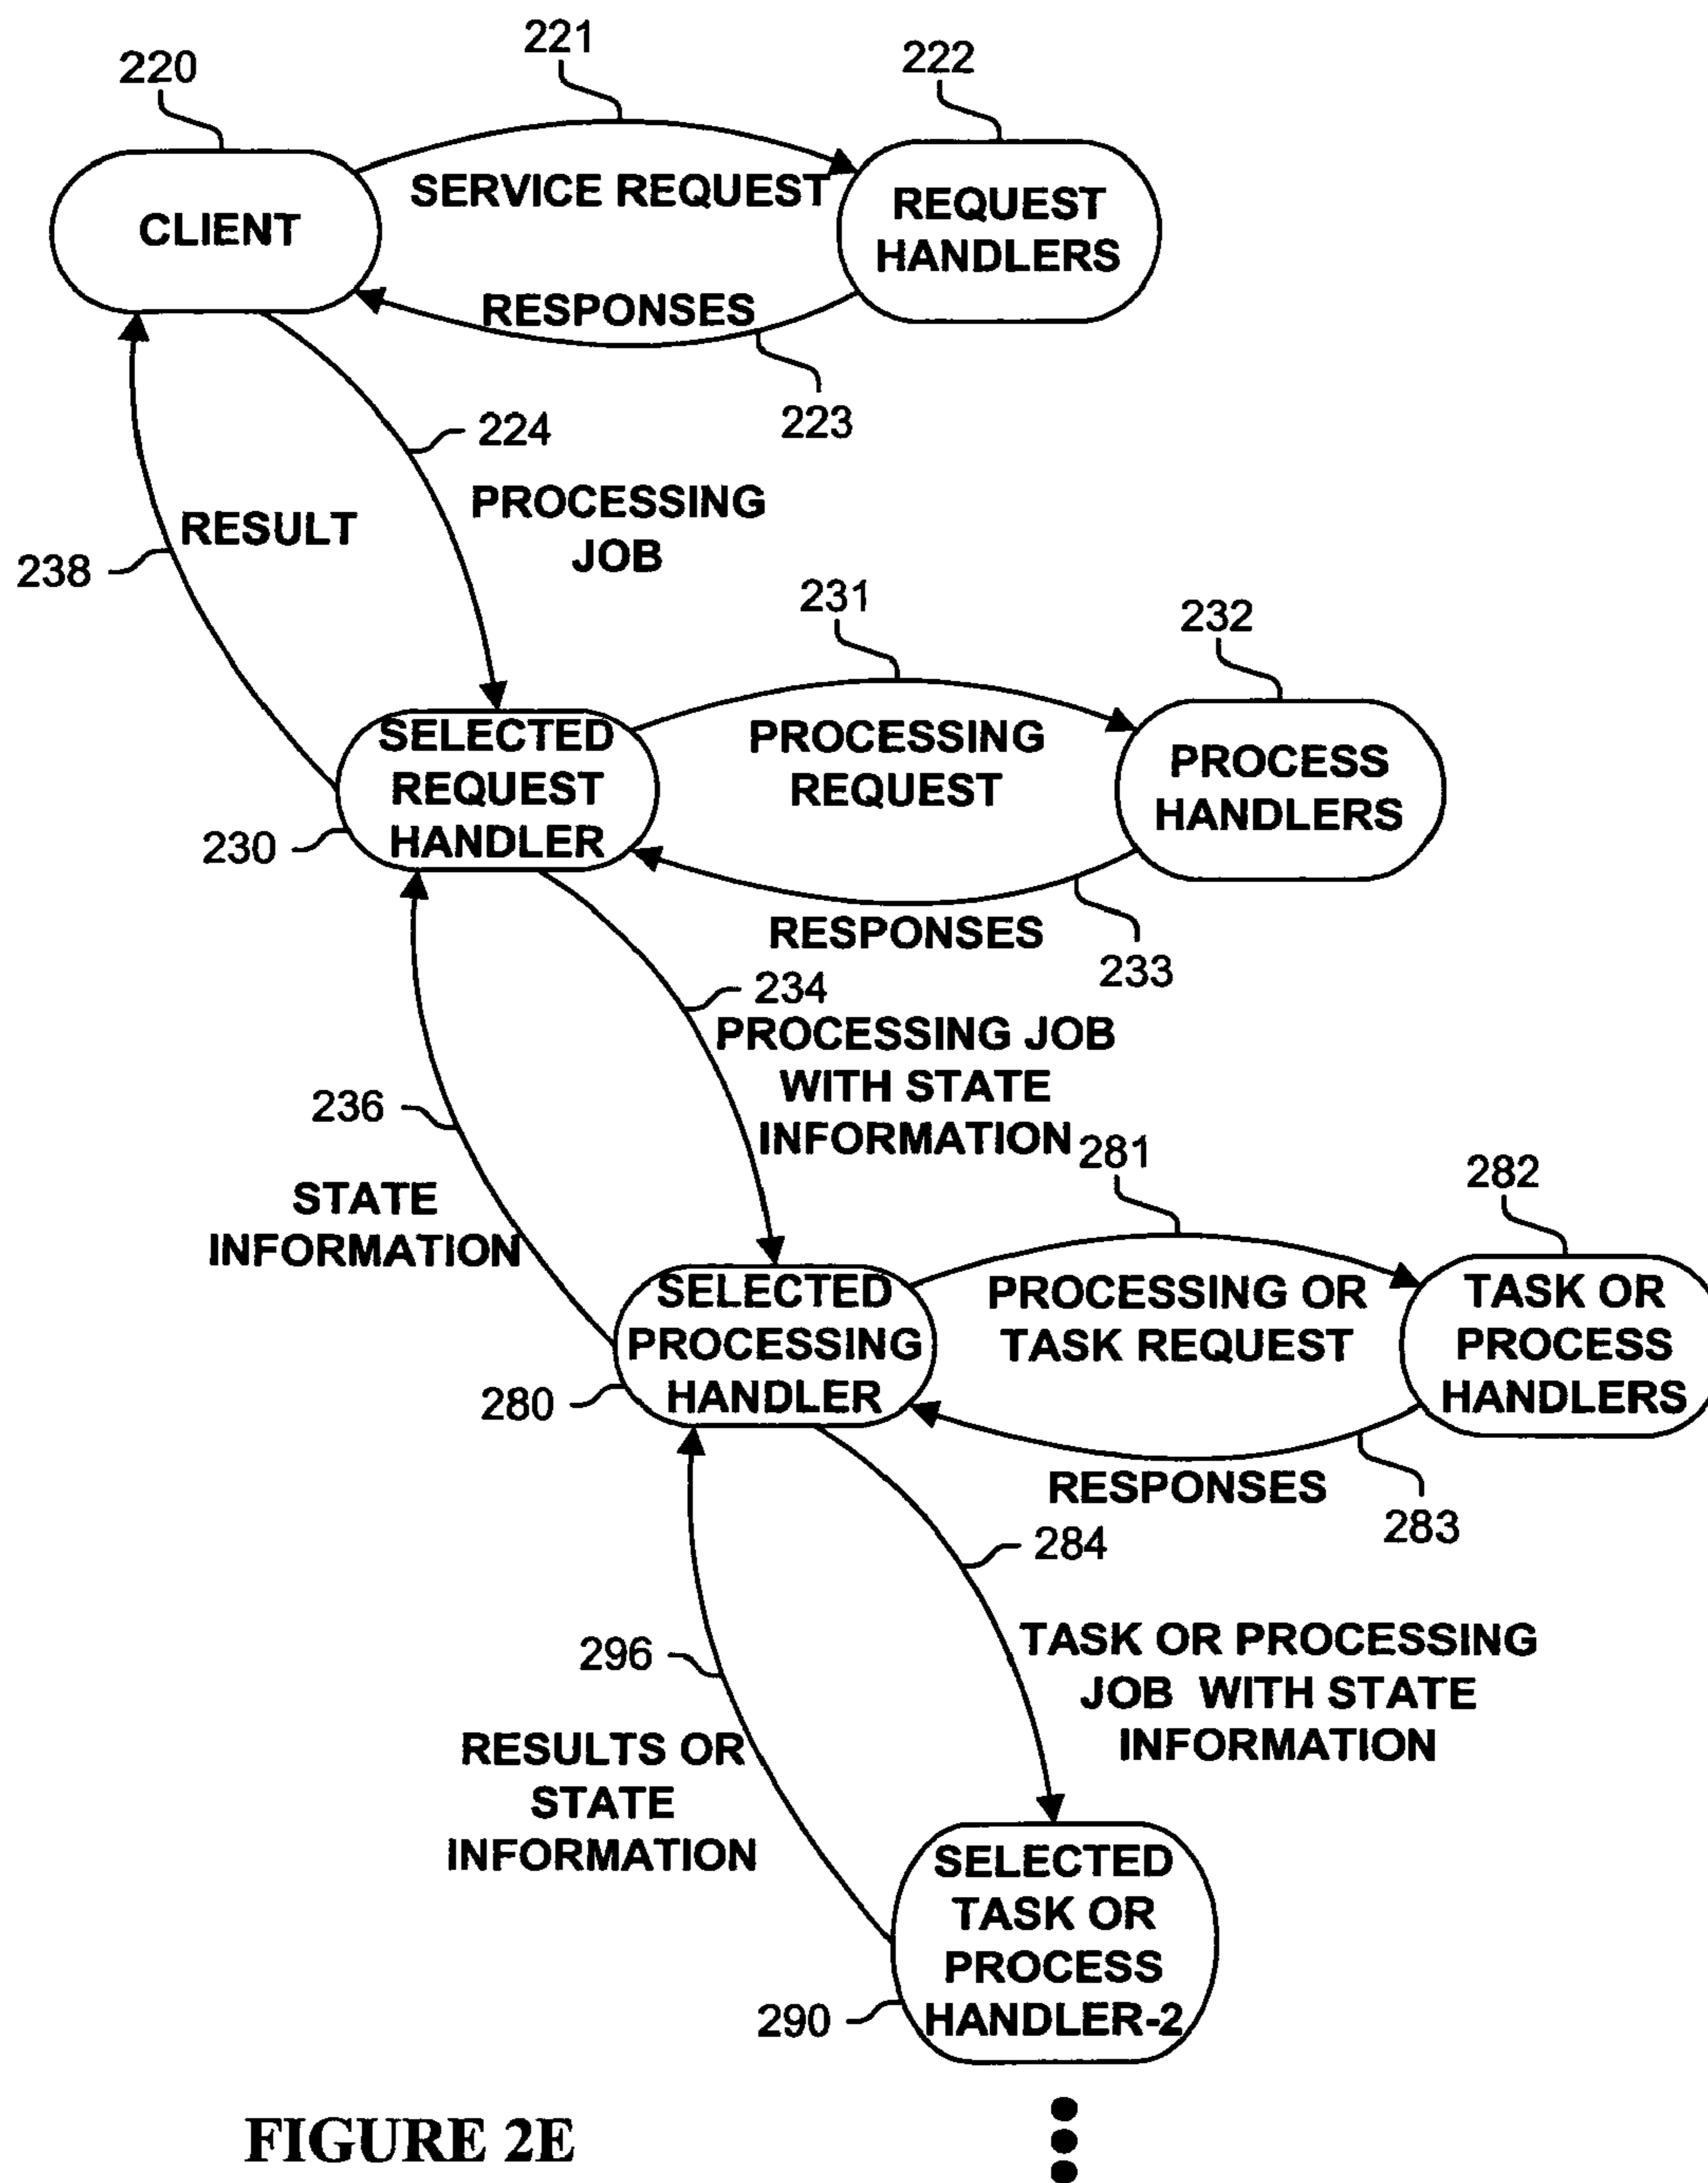 220
221
222
CLIENT
SERVICE REQUEST
REQUEST
HANDLERS
RESPONSES
223
224
PROCESSING
JOB
RESULT
238
231
232
SELECTED
REQUEST
HANDLER
230
PROCESSING
REQUEST
PROCESS
HANDLERS
RESPONSES
233
234
PROCESSING JOB
WITH STATE
INFORMATION
236
STATE
INFORMATION
281
282
SELECTED
PROCESSING
HANDLER
280
PROCESSING OR
TASK REQUEST
TASK OR
PROCESS
HANDLERS
RESPONSES
283
284
TASK OR PROCESSING
JOB WITH STATE
INFORMATION
296
RESULTS OR
STATE
INFORMATION
SELECTED
TASK OR
PROCESS
HANDLER-2
290
FIGURE 2E